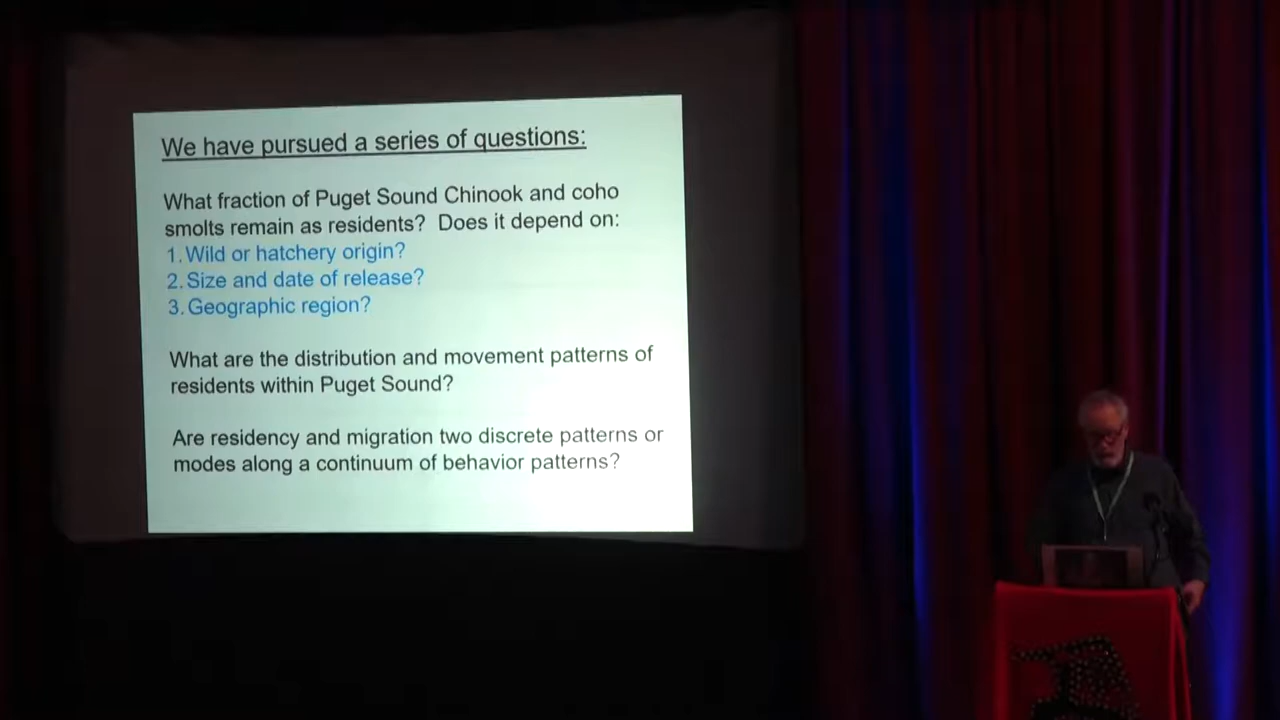 We have pursued a series of questions:
What fraction of Puget Sound Chinook and coho
smolts remain as residents? Does it depend on:
1. Wild or hatchery origin?
2. Size and date of release?
3. Geographic region?
What are the distribution and movement patterns of
residents within Puget Sound?
Are residency and migration two discrete patterns or
modes along a continuum of behavior patterns?